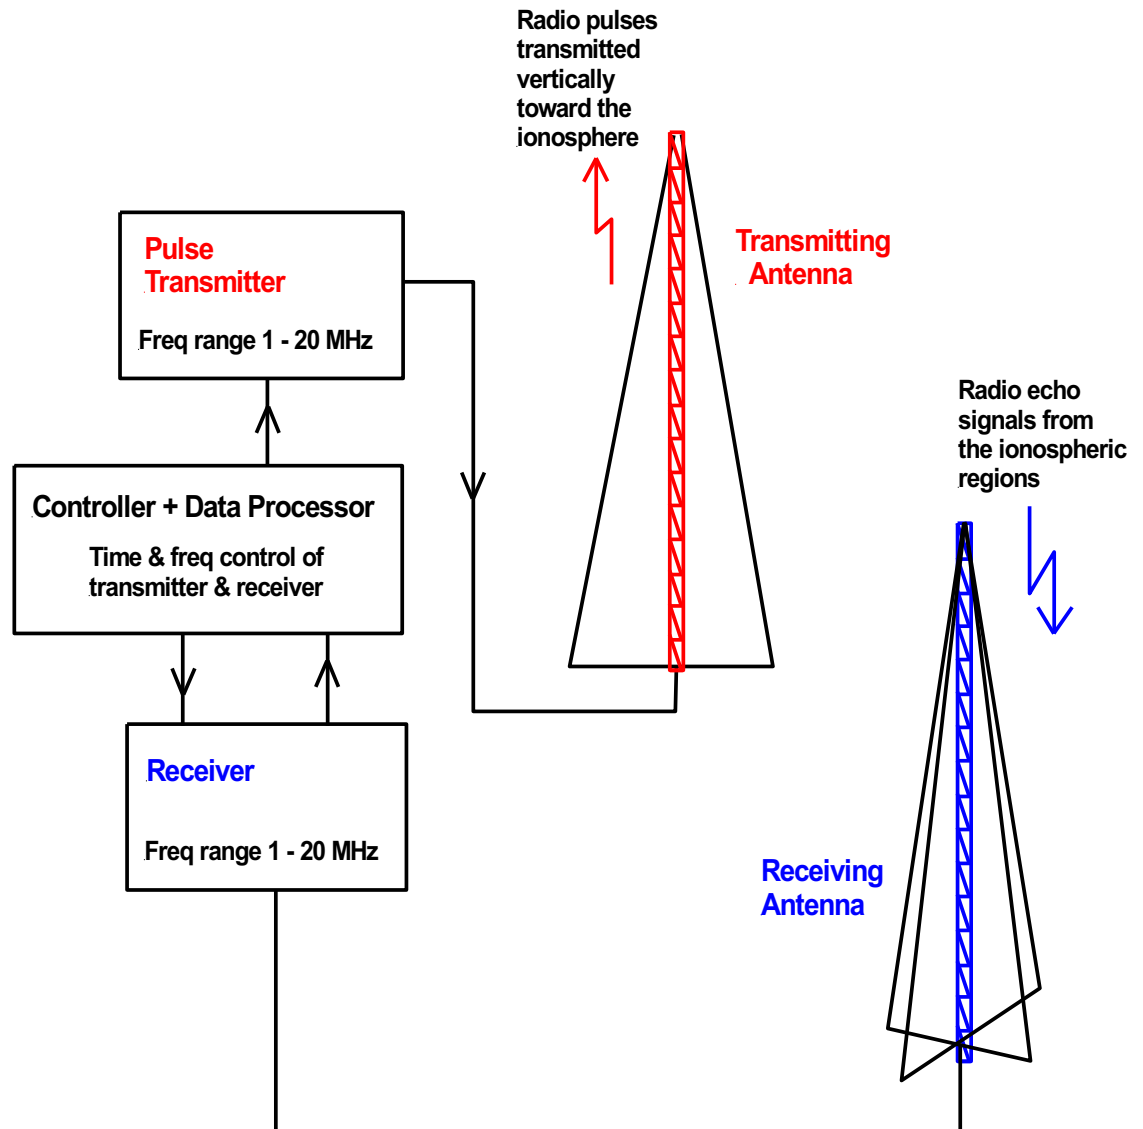 Radio pulses
transmitted
vertically
toward the
ionosphere
Pulse
Transmitter
Freq range 1 - 20 MHz
Transmitting
Antenna
Radio echo
signals from
the ionospheric
regions
Controller + Data Processor
Time & freq control of
transmitter & receiver
Receiver
Freq range 1 - 20 MHz
Receiving
Antenna